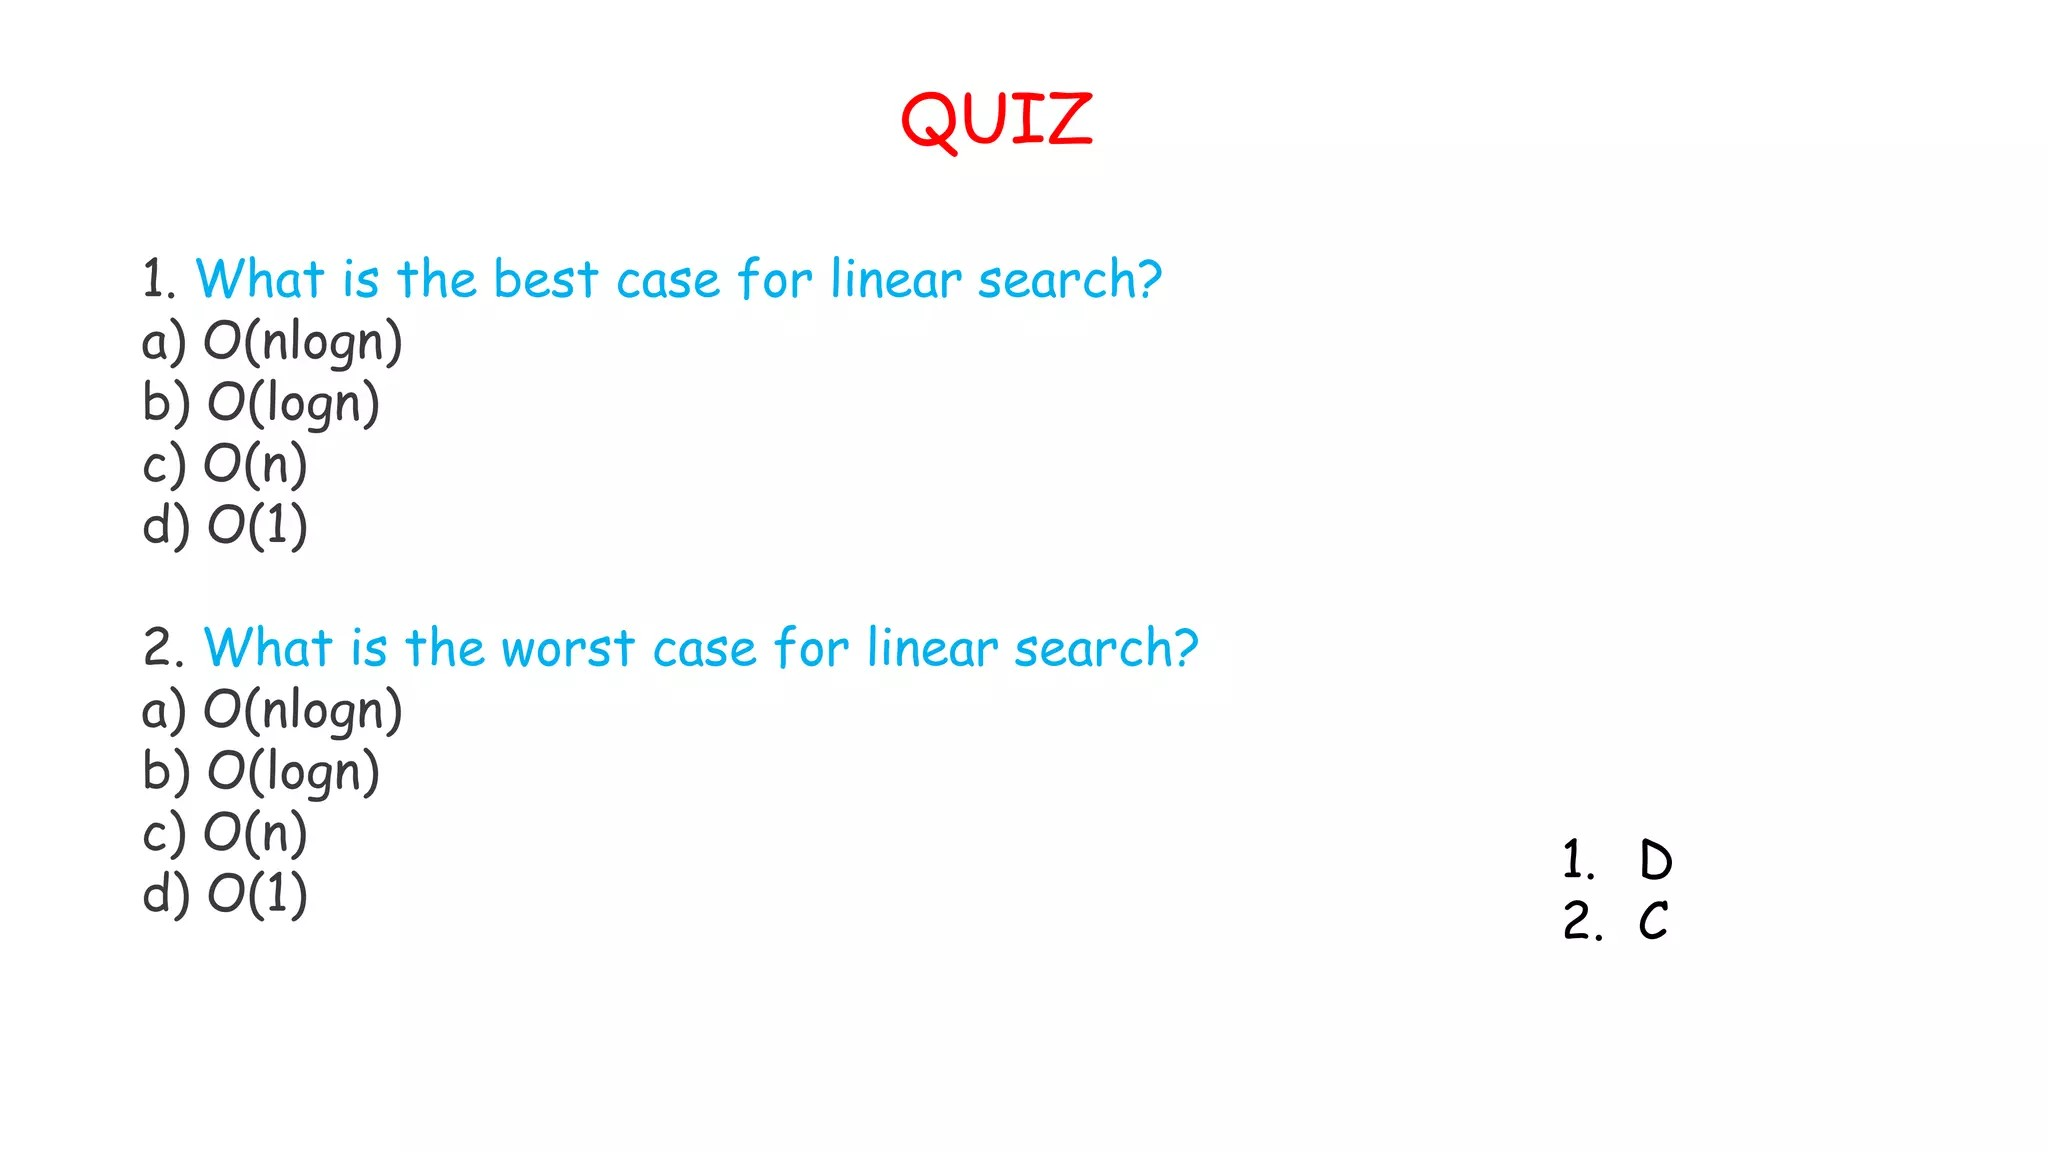 QUIZ
1. What is the best case for linear search?
a) O(nlogn)
b) O(logn)
c) O(n)
d) O(1)
2. What is the worst case for linear search?
a) O(nlogn)
b) O(logn)
c) O(n)
d) O(1)
1. D
2. C